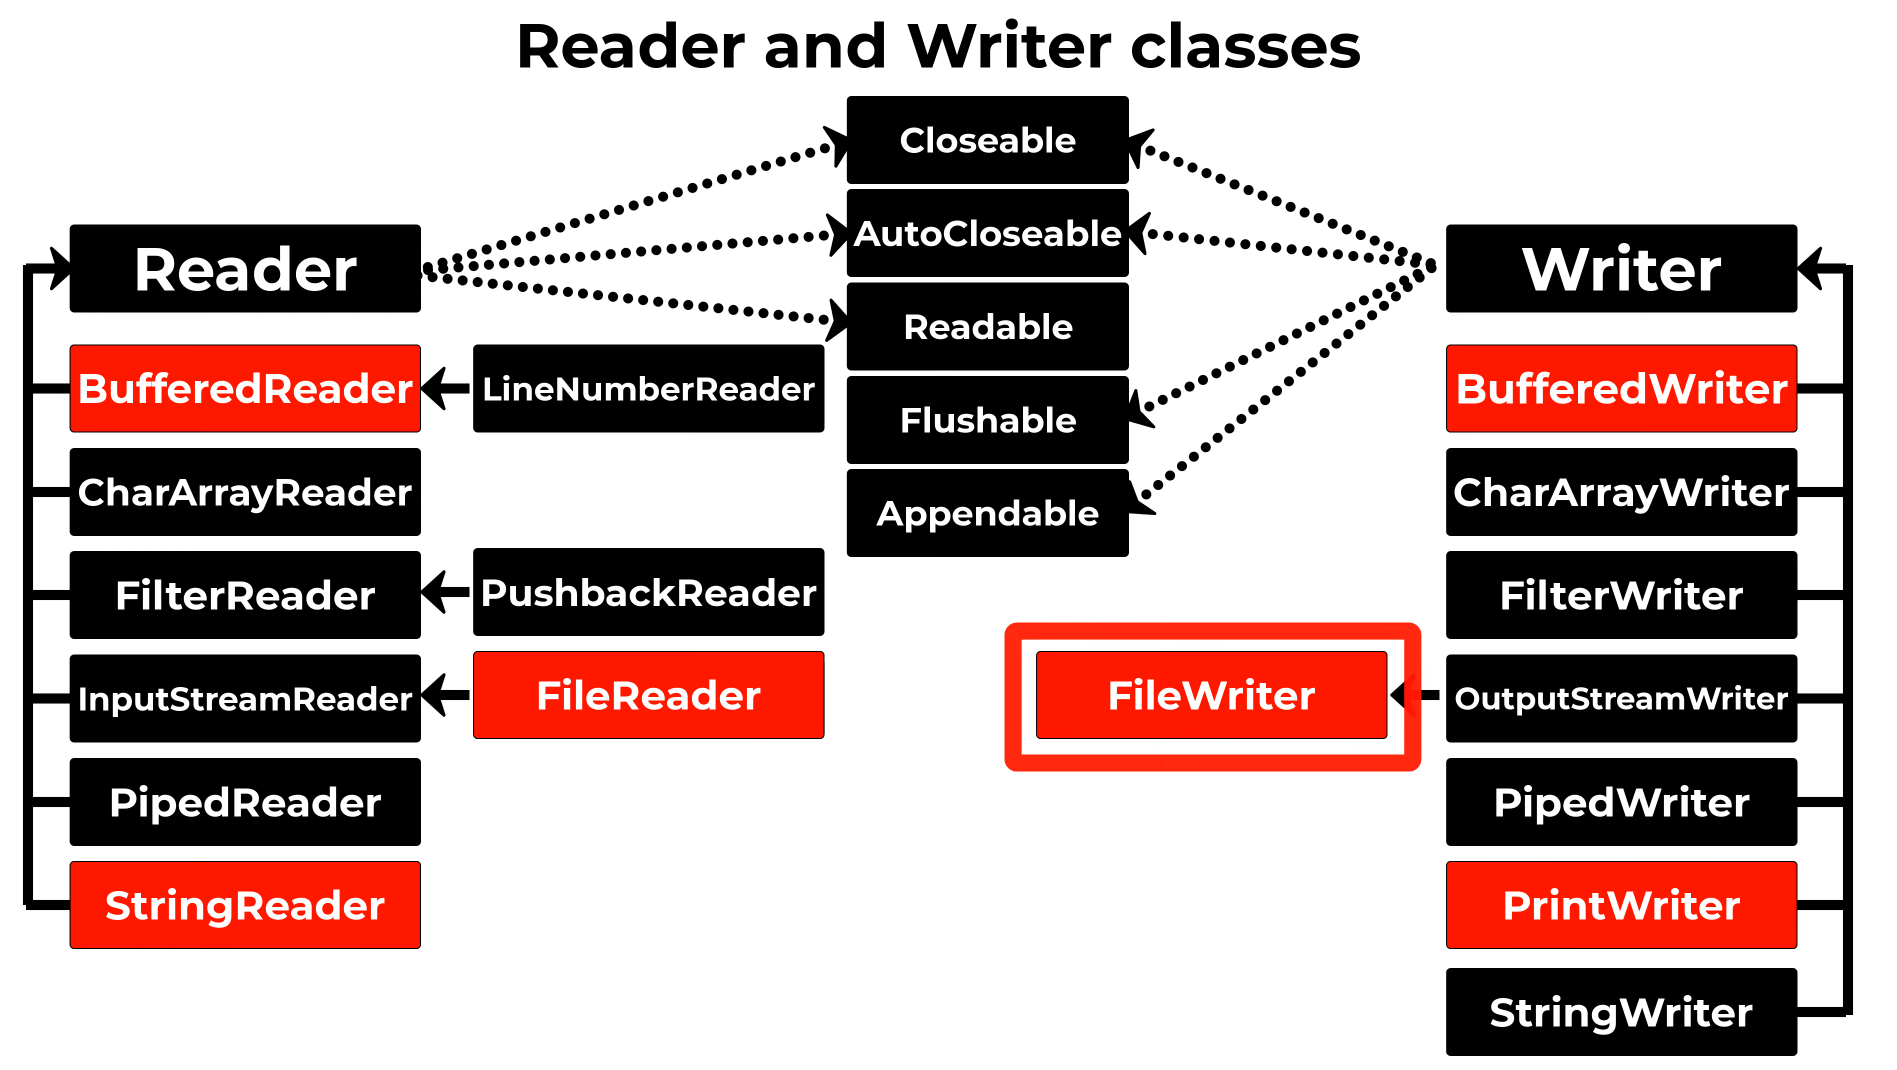 Reader and Writer classes
Closeable
AutoCloseable
Readable
Flushable
Appendable
Reader
BufferedReader
LineNumberReader
CharArrayReader
FilterReader
PushbackReader
InputStreamReader
FileReader
PipedReader
StringReader
Writer
BufferedWriter
CharArrayWriter
FilterWriter
FileWriter
OutputStreamWriter
PipedWriter
PrintWriter
StringWriter